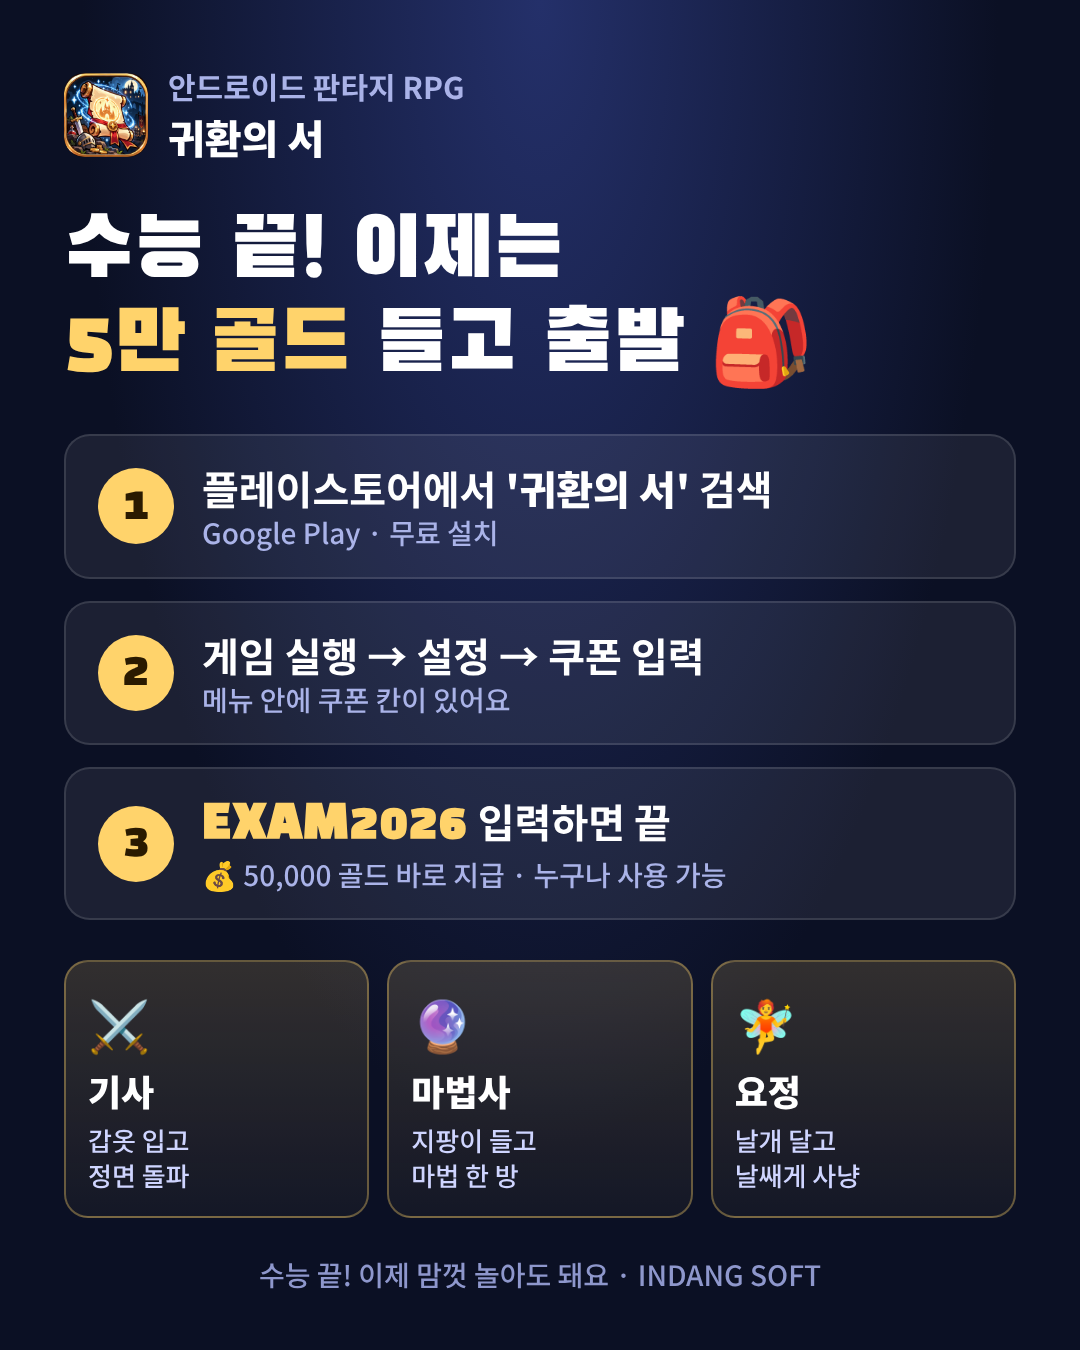 안드로이드 판타지 RPG
귀환의 서
수능 끝! 이제는
5만 골드 들고 출발 🎒
1
플레이스토어에서 '귀환의 서' 검색
Google Play · 무료 설치
2
게임 실행 → 설정 → 쿠폰 입력
메뉴 안에 쿠폰 칸이 있어요
3
EXAM2026 입력하면 끝
💰 50,000 골드 바로 지급 · 누구나 사용 가능
기사
갑옷 입고
정면 돌파
마법사
지팡이 들고
마법 한 방
요정
날개 달고
날쌔게 사냥
수능 끝! 이제 맘껏 놀아도 돼요 · INDANG SOFT